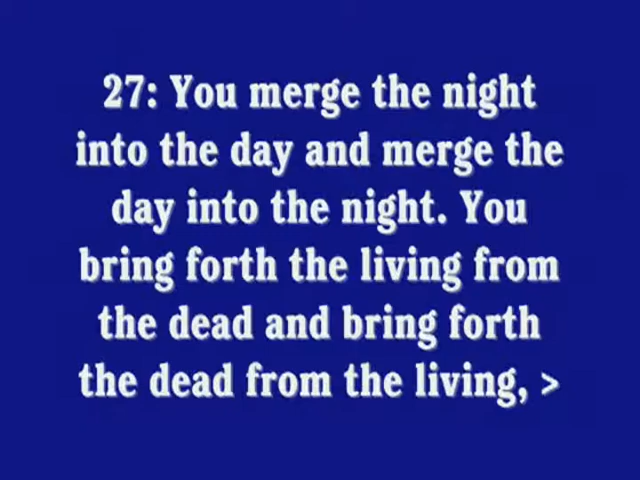 27: You merge the night
into the day and merge the
day into the night. You
bring forth the living from
the dead and bring forth
the dead from the living, >